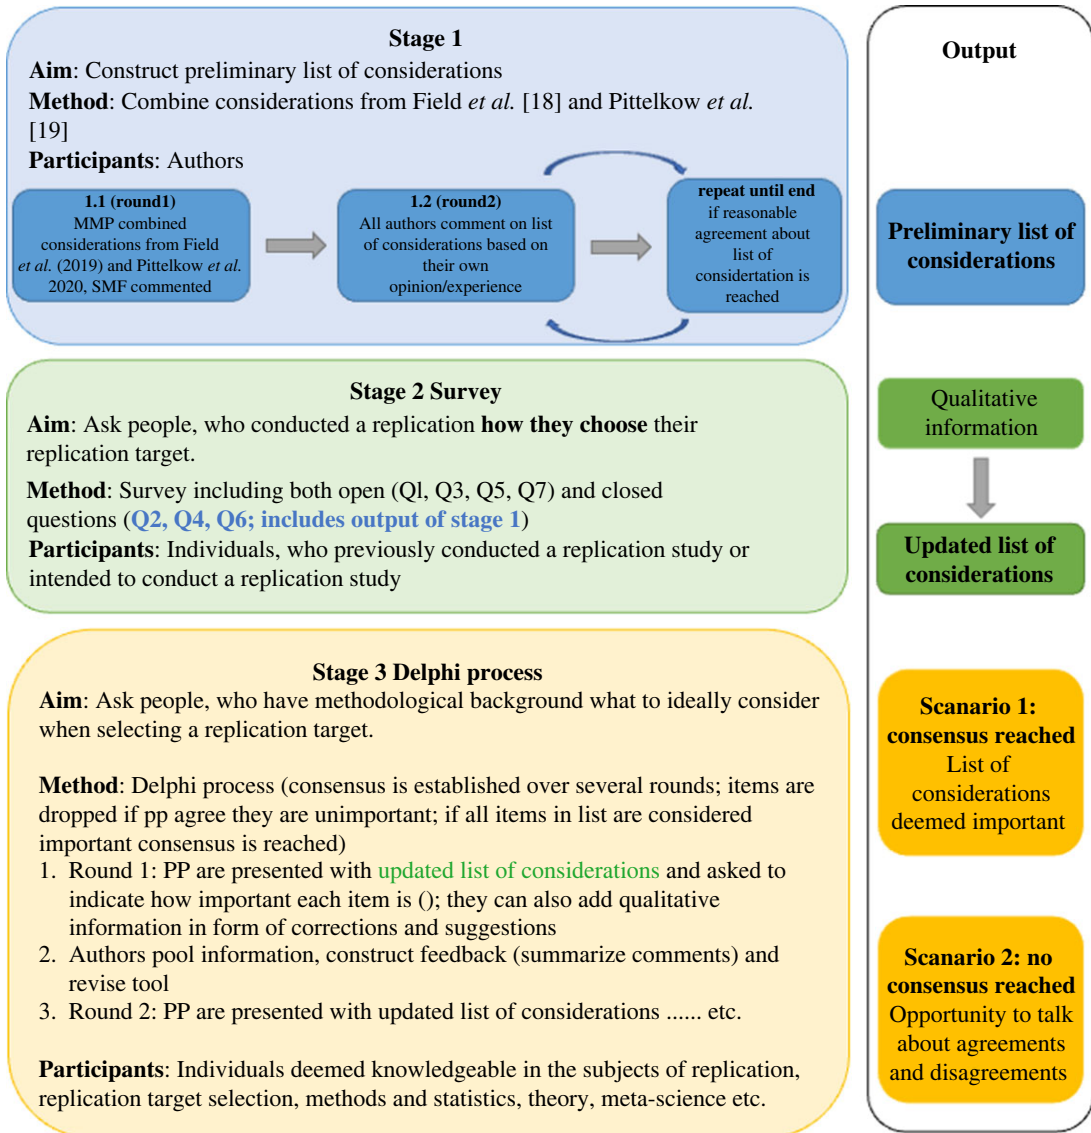 Stage 1
Aim: Construct preliminary list of considerations
Method: Combine considerations from Field et al. [18] and Pittelkow et al.
[19]
Participants: Authors
1.1 (round1)
MMP combined
considerations from Field
et al. (2019) and Pittelkow et al.
2020, SMF commented
1.2 (round2)
All authors comment on list
of considerations based on
their own
opinion/experience
repeat until end
if reasonable
agreement about
list of
considertation is
reached
Stage 2 Survey
Aim: Ask people, who conducted a replication how they choose their
replication target.
Method: Survey including both open (Ql, Q3, Q5, Q7) and closed
questions (Q2, Q4, Q6; includes output of stage 1)
Participants: Individuals, who previously conducted a replication study or
intended to conduct a replication study
Stage 3 Delphi process
Aim: Ask people, who have methodological background what to ideally consider
when selecting a replication target.
Method: Delphi process (consensus is established over several rounds; items are
dropped if pp agree they are unimportant; if all items in list are considered
important consensus is reached)
1. Round 1: PP are presented with updated list of considerations and asked to
indicate how important each item is (); they can also add qualitative
information in form of corrections and suggestions
2. Authors pool information, construct feedback (summarize comments) and
revise tool
3. Round 2: PP are presented with updated list of considerations ...... etc.
Participants: Individuals deemed knowledgeable in the subjects of replication,
replication target selection, methods and statistics, theory, meta-science etc.
Output
Preliminary list of
considerations
Qualitative
information
Updated list of
considerations
Scanario 1:
consensus reached
List of
considerations
deemed important
Scanario 2: no
consensus reached
Opportunity to talk
about agreements
and disagreements